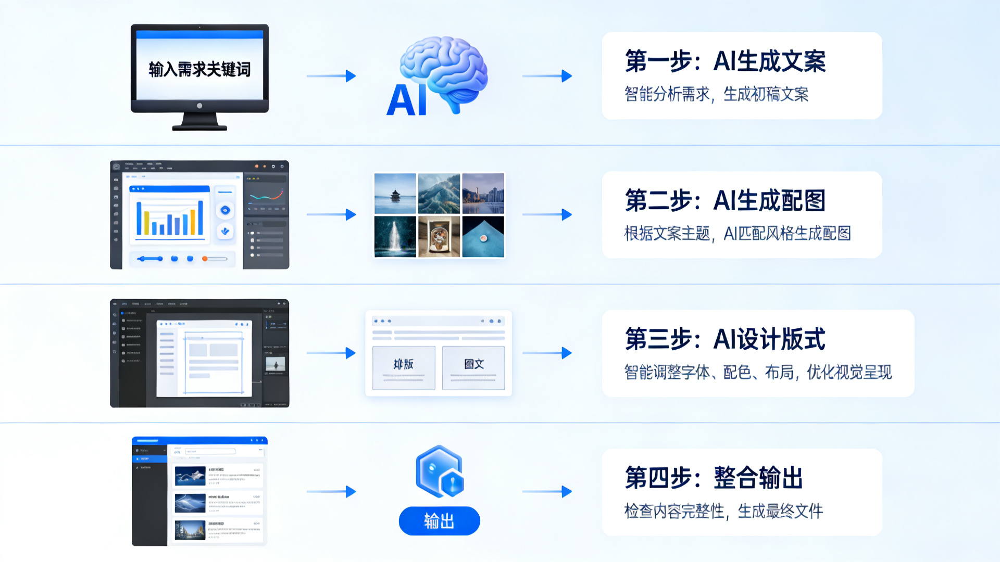 输入需求关键词
AI
第一步：AI生成文案
智能分析需求，生成初稿文案
第二步：AI生成配图
根据文案主题，AI匹配风格生成配图
排版
图文
第三步：AI设计版式
智能调整字体、配色、布局，优化视觉呈现
输出
第四步：整合输出
检查内容完整性，生成最终文件